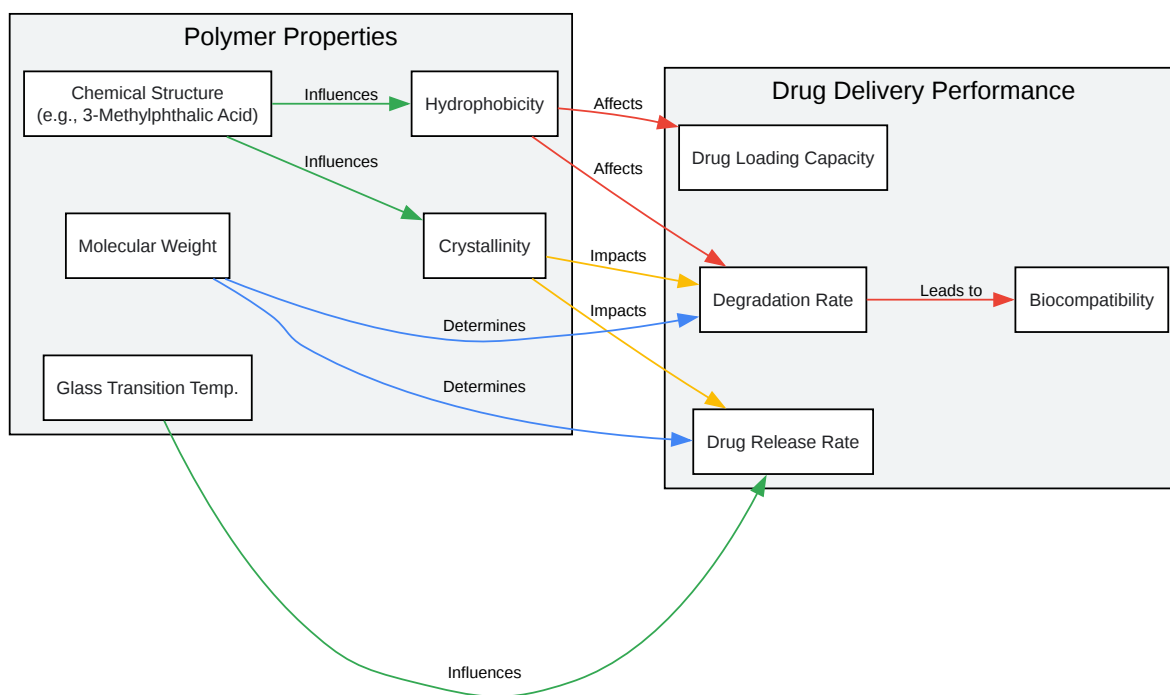 Polymer Properties
Chemical Structure
(e.g., 3-Methylphthalic Acid)
Influences
Hydrophobicity
Influences
Molecular Weight
Crystallinity
Glass Transition Temp.
Determines
Determines
Influences
Affects
Affects
Impacts
Impacts
Drug Delivery Performance
Drug Loading Capacity
Degradation Rate
Leads to
Biocompatibility
Drug Release Rate